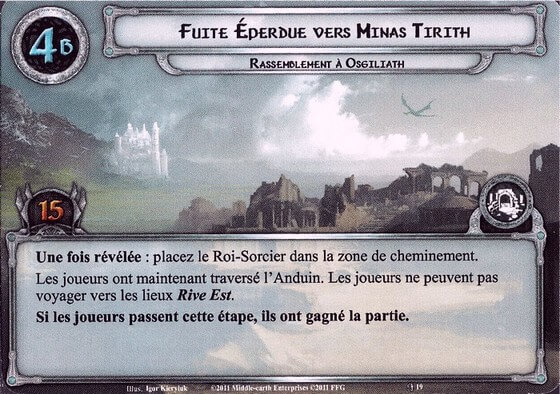 4B
Fuite Éperdue vers Minas Tirith
Rassemblement à Osgiliath
15
Une fois révélée : placez le Roi-Sorcier dans la zone de cheminement.
Les joueurs ont maintenant traversé l'Anduin. Les joueurs ne peuvent pas
voyager vers les lieux Rive Est.
Si les joueurs passent cette étape, ils ont gagné la partie.
Illus. Igor Kieryluk ©2011 Middle-earth Enterprises ©2011 FFG 19